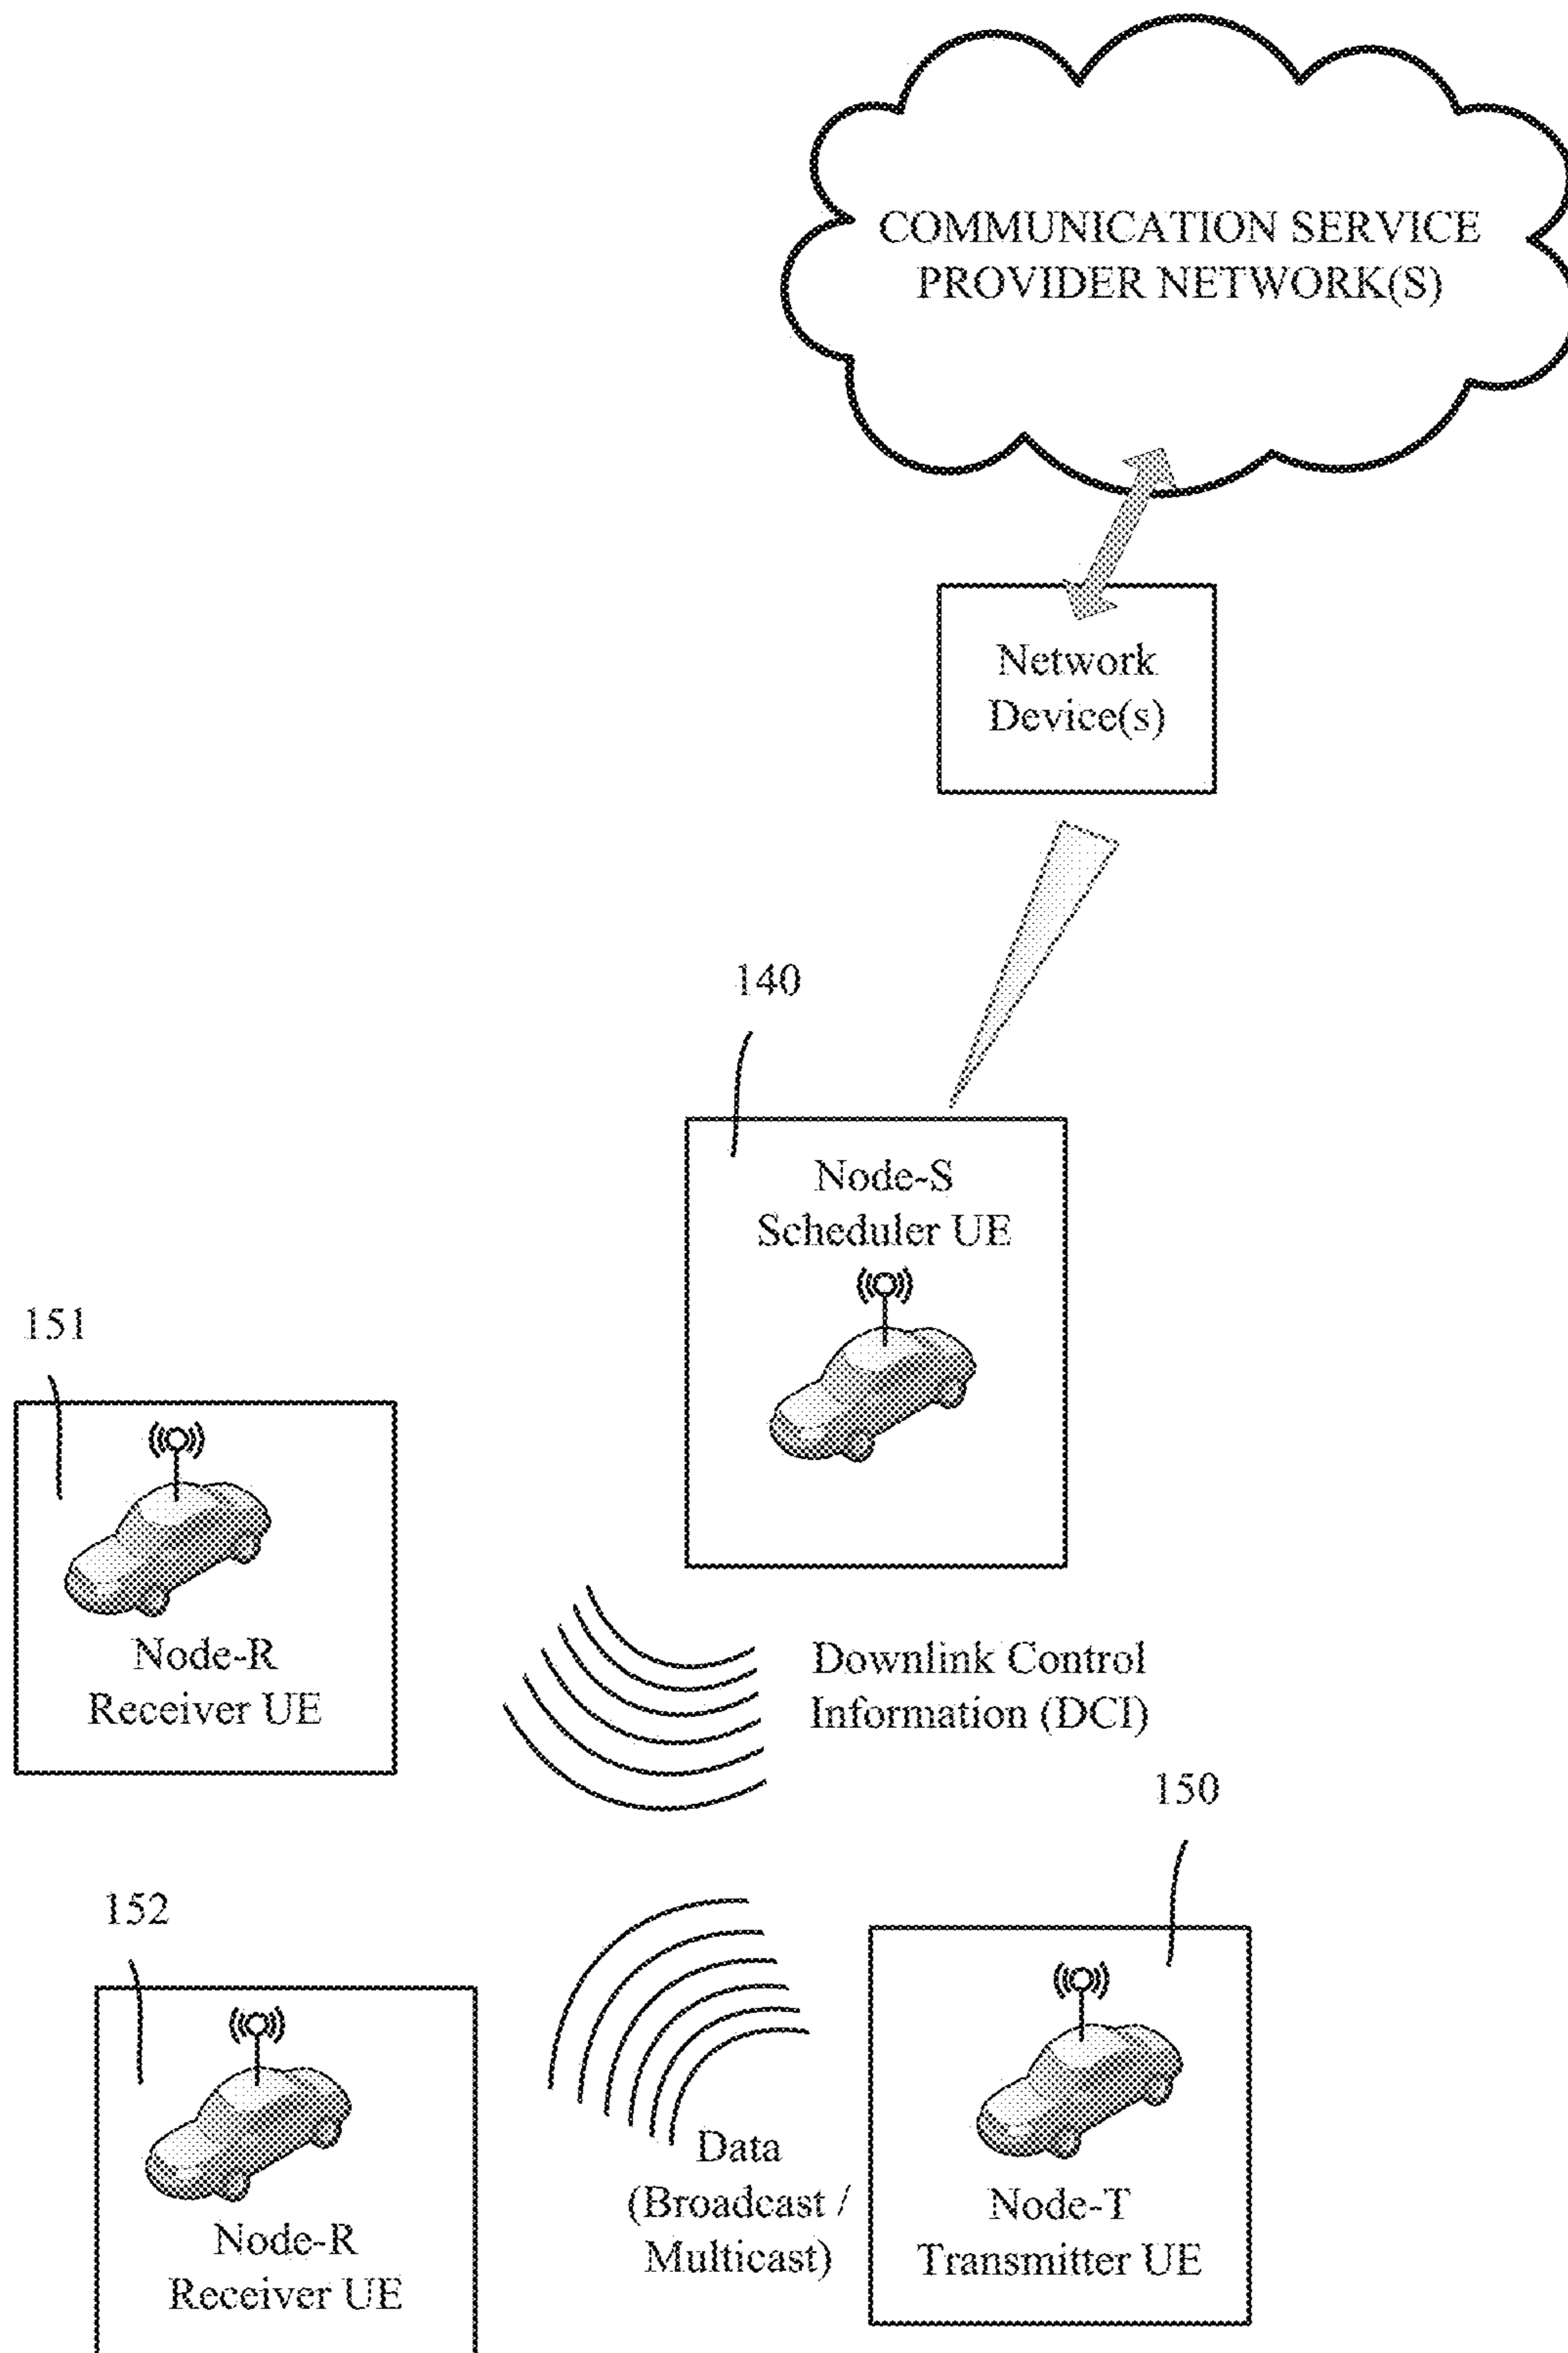 COMMUNICATION SERVICE
PROVIDER NETWORK(S)
Network
Device(s)
140
Node-S
Scheduler UE
151
Node-R
Receiver UE
Downlink Control
Information (DCI)
150
152
Node-R
Receiver UE
Data
(Broadcast /
Multicast)
Node-T
Transmitter UE